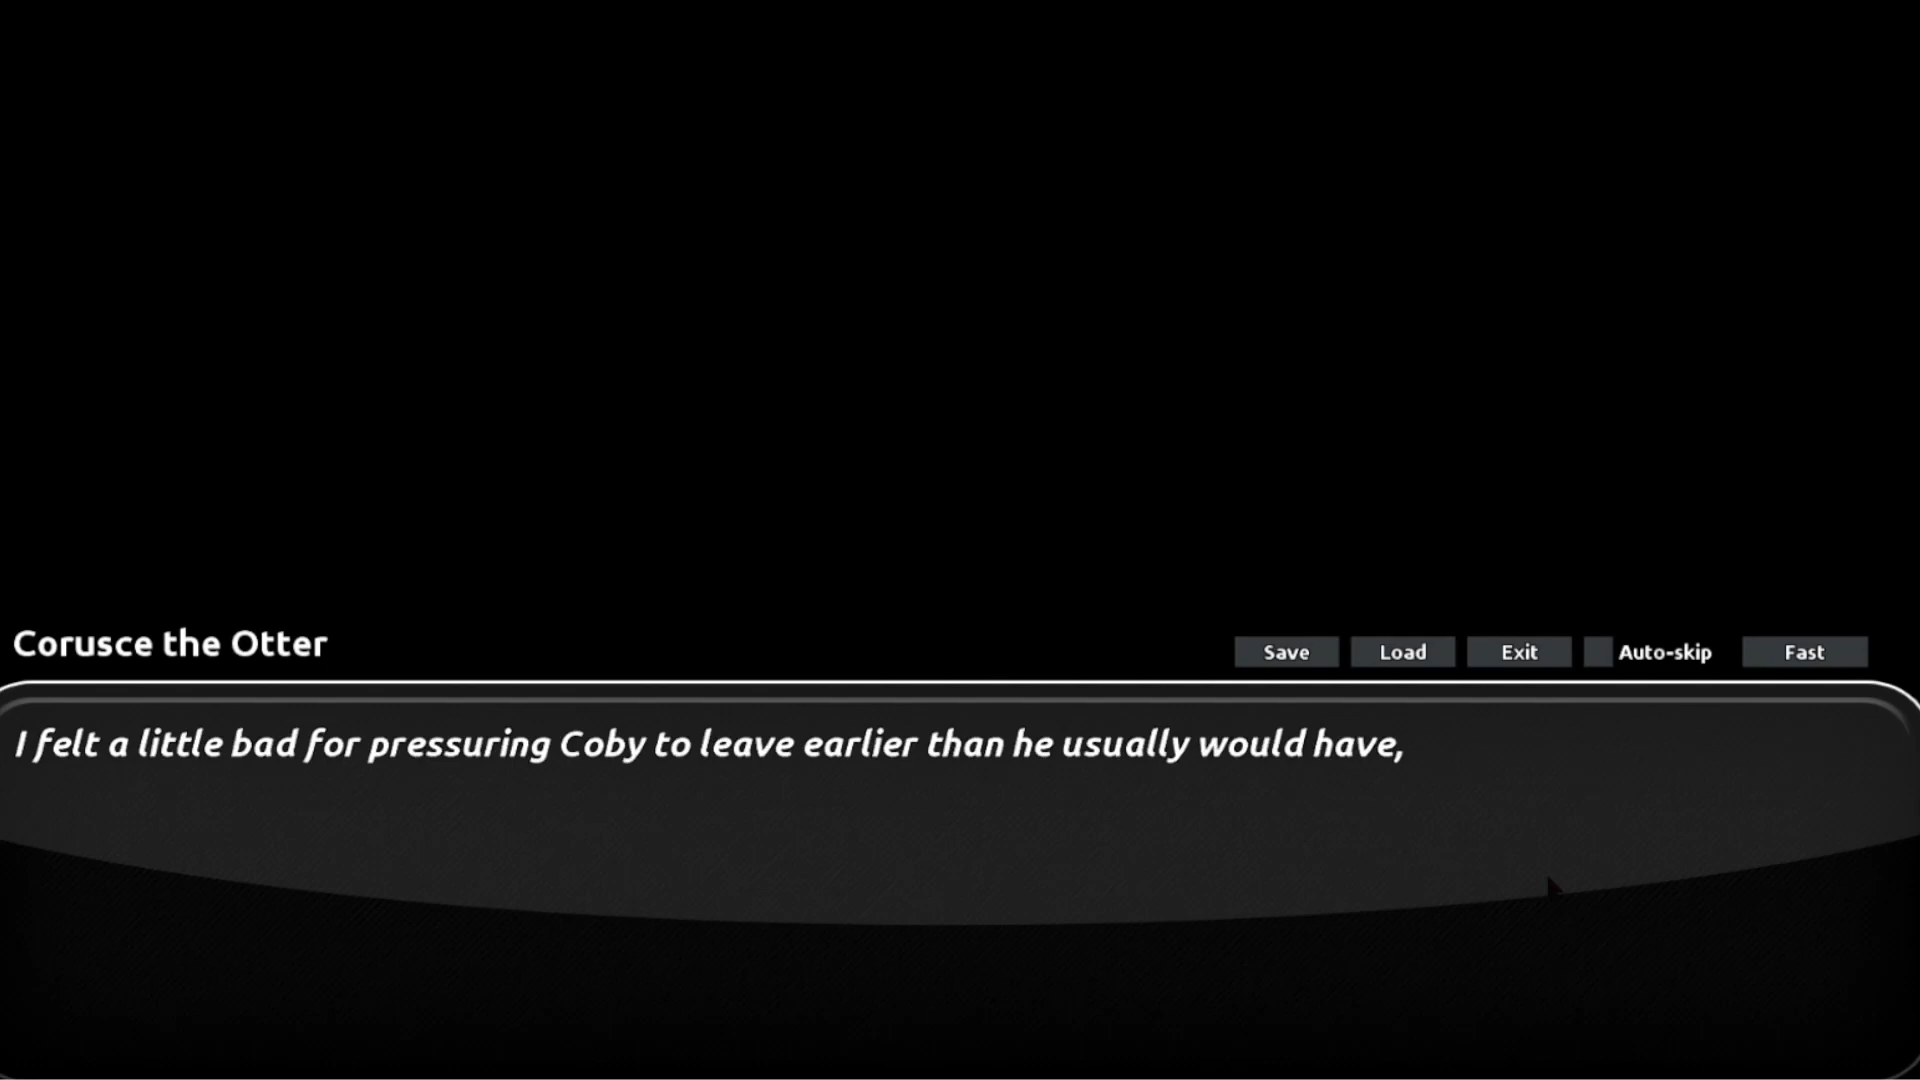 Corusce the Otter
Save Load Exit Auto-skip Fast
I felt a little bad for pressuring Coby to leave earlier than he usually would have,